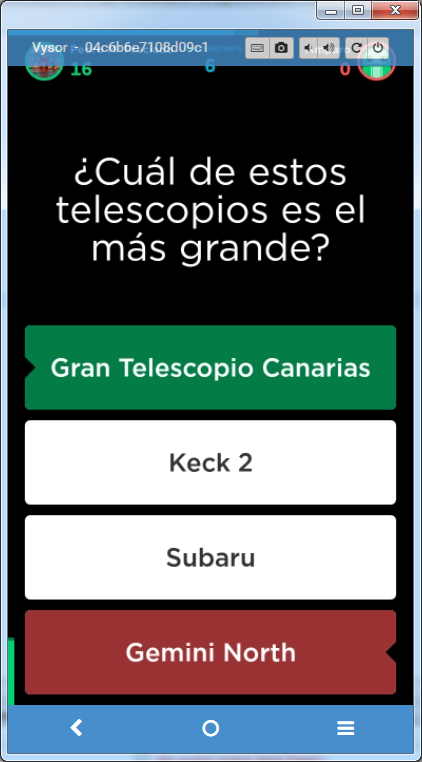 Vysor - 04c6b6e7108d09c1
16
6
0
¿Cuál de estos
telescopios es el
más grande?
Gran Telescopio Canarias
Keck 2
Subaru
Gemini North